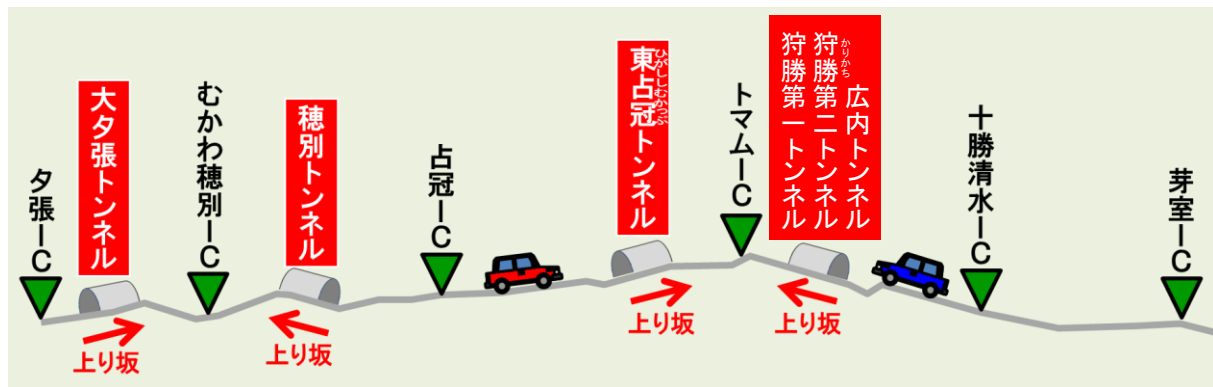 夕張IC
大夕張トンネル
上り坂
むかわ穂別IC
穂別トンネル
上り坂
占冠IC
東占冠トンネル
ひがししむかっぷ
上り坂
トマムIC
広内トンネル
狩勝第二トンネル
かりかち
狩勝第一トンネル
上り坂
十勝清水IC
芽室IC